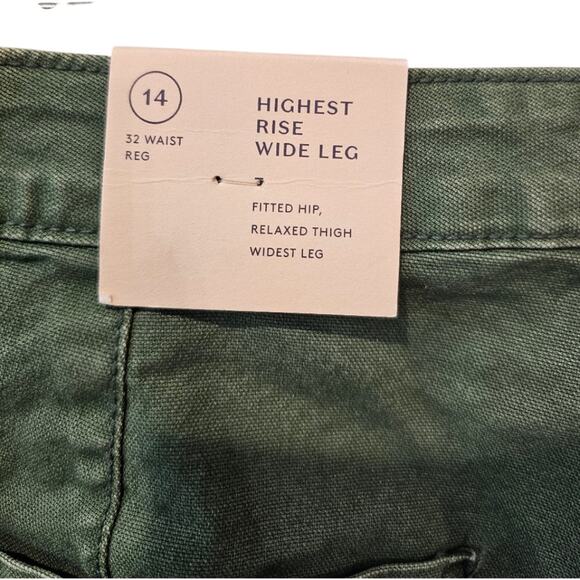 14
32 WAIST
REG
HIGHEST
RISE
WIDE LEG
FITTED HIP,
RELAXED THIGH
WIDEST LEG